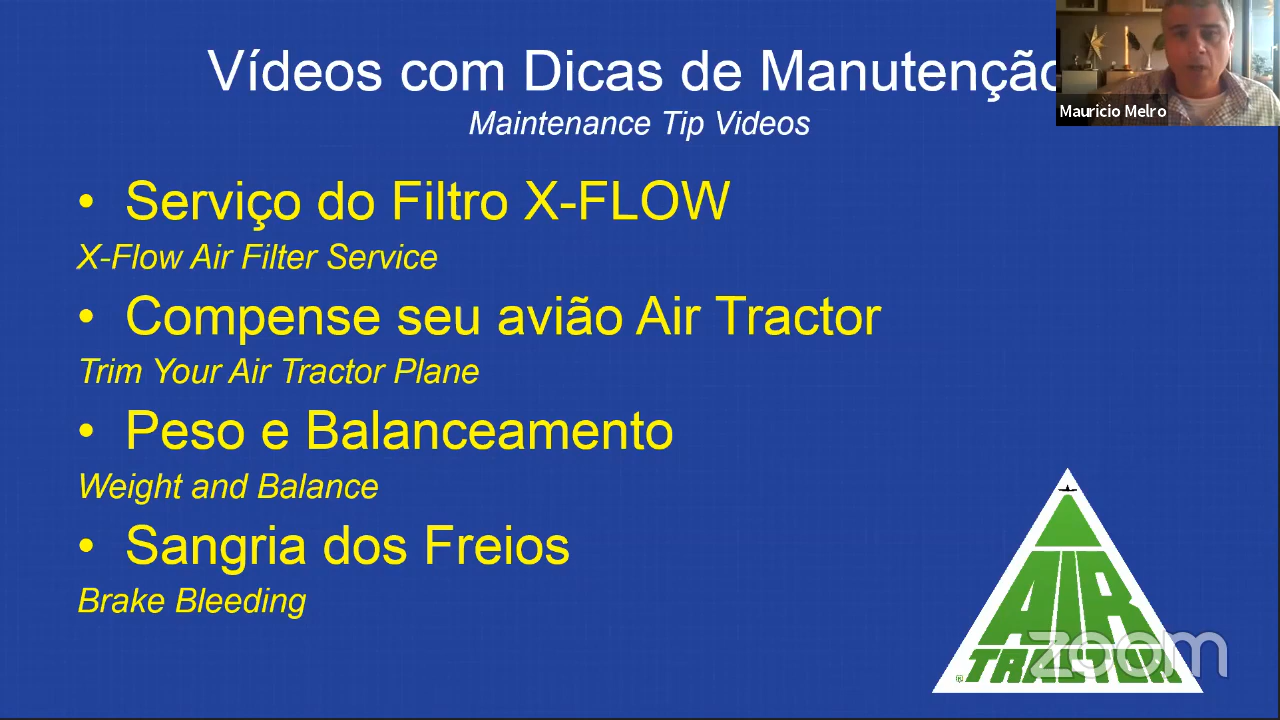 Vídeos com Dicas de Manutenção
Maintenance Tip Videos
Mauricio Melro
• Serviço do Filtro X-FLOW
X-Flow Air Filter Service
• Compense seu avião Air Tractor
Trim Your Air Tractor Plane
• Peso e Balanceamento
Weight and Balance
• Sangria dos Freios
Brake Bleeding
AIR
TRACTOR
®
zoom